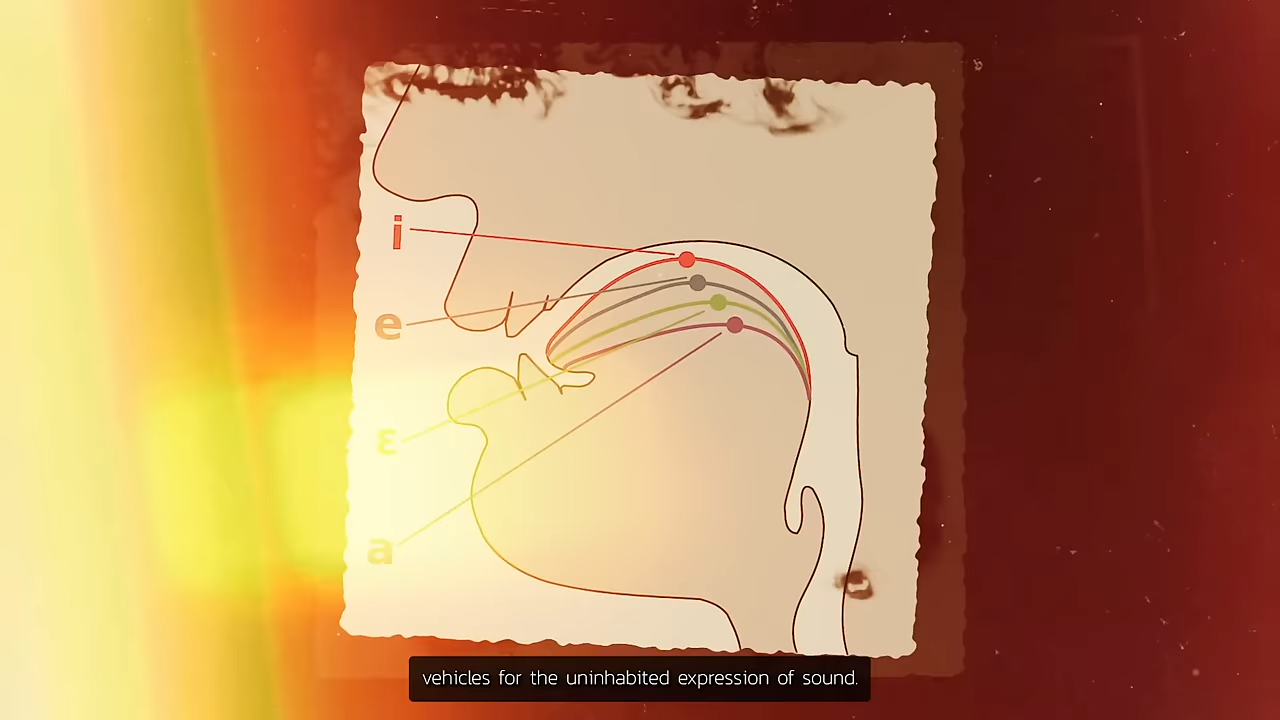 i
e
ɛ
a
vehicles for the uninhabited expression of sound.